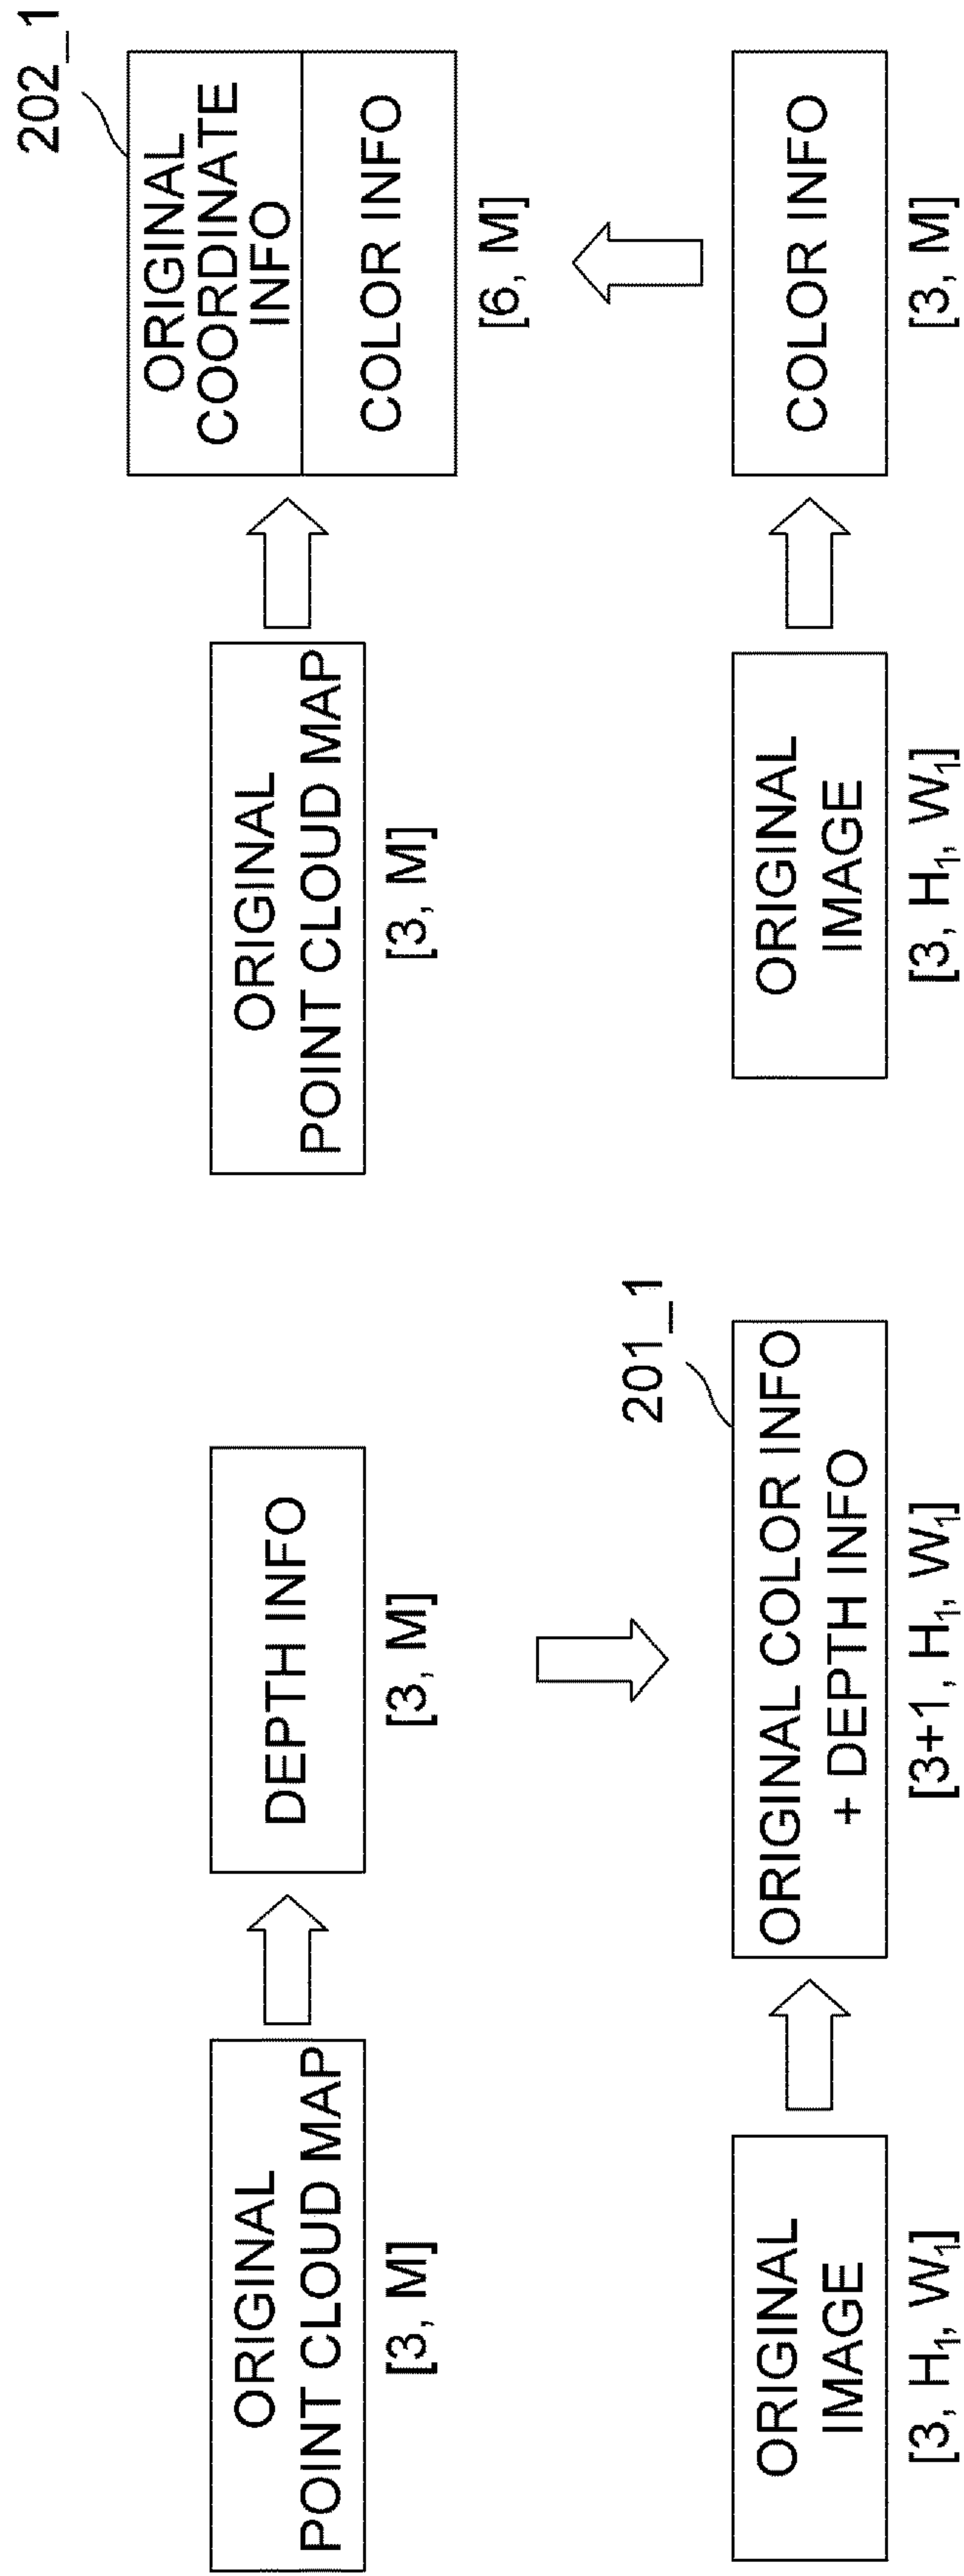 ORIGINAL
POINT CLOUD MAP
[3, M]
DEPTH INFO
[3, M]
ORIGINAL
IMAGE
[3, H₁, W₁]
201_1
ORIGINAL COLOR INFO
+ DEPTH INFO
[3+1, H₁, W₁]
ORIGINAL
POINT CLOUD MAP
[3, M]
202_1
ORIGINAL
COORDINATE
INFO
COLOR INFO
[6, M]
ORIGINAL
IMAGE
[3, H₁, W₁]
COLOR INFO
[3, M]